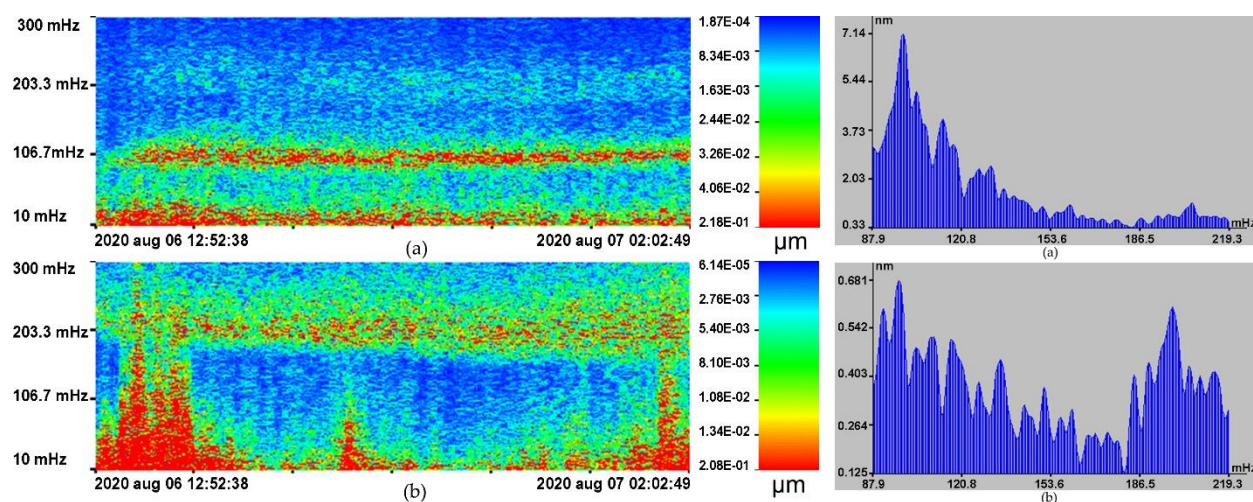 300 mHz
203.3 mHz
106.7mHz
10 mHz
2020 aug 06 12:52:38
2020 aug 07 02:02:49
(a)
1.87E-04
8.34E-03
1.63E-03
2.44E-02
3.26E-02
4.06E-02
2.18E-01
μm
nm
7.14
5.44
3.73
2.03
0.33
87.9
120.8
153.6
186.5
219.3
mHz
(a)
300 mHz
203.3 mHz
106.7 mHz
10 mHz
2020 aug 06 12:52:38
2020 aug 07 02:02:49
(b)
6.14E-05
2.76E-03
5.40E-03
8.10E-03
1.08E-02
1.34E-02
2.08E-01
μm
nm
0.681
0.542
0.403
0.264
0.125
87.9
120.8
153.6
186.5
219.3
mHz
(b)